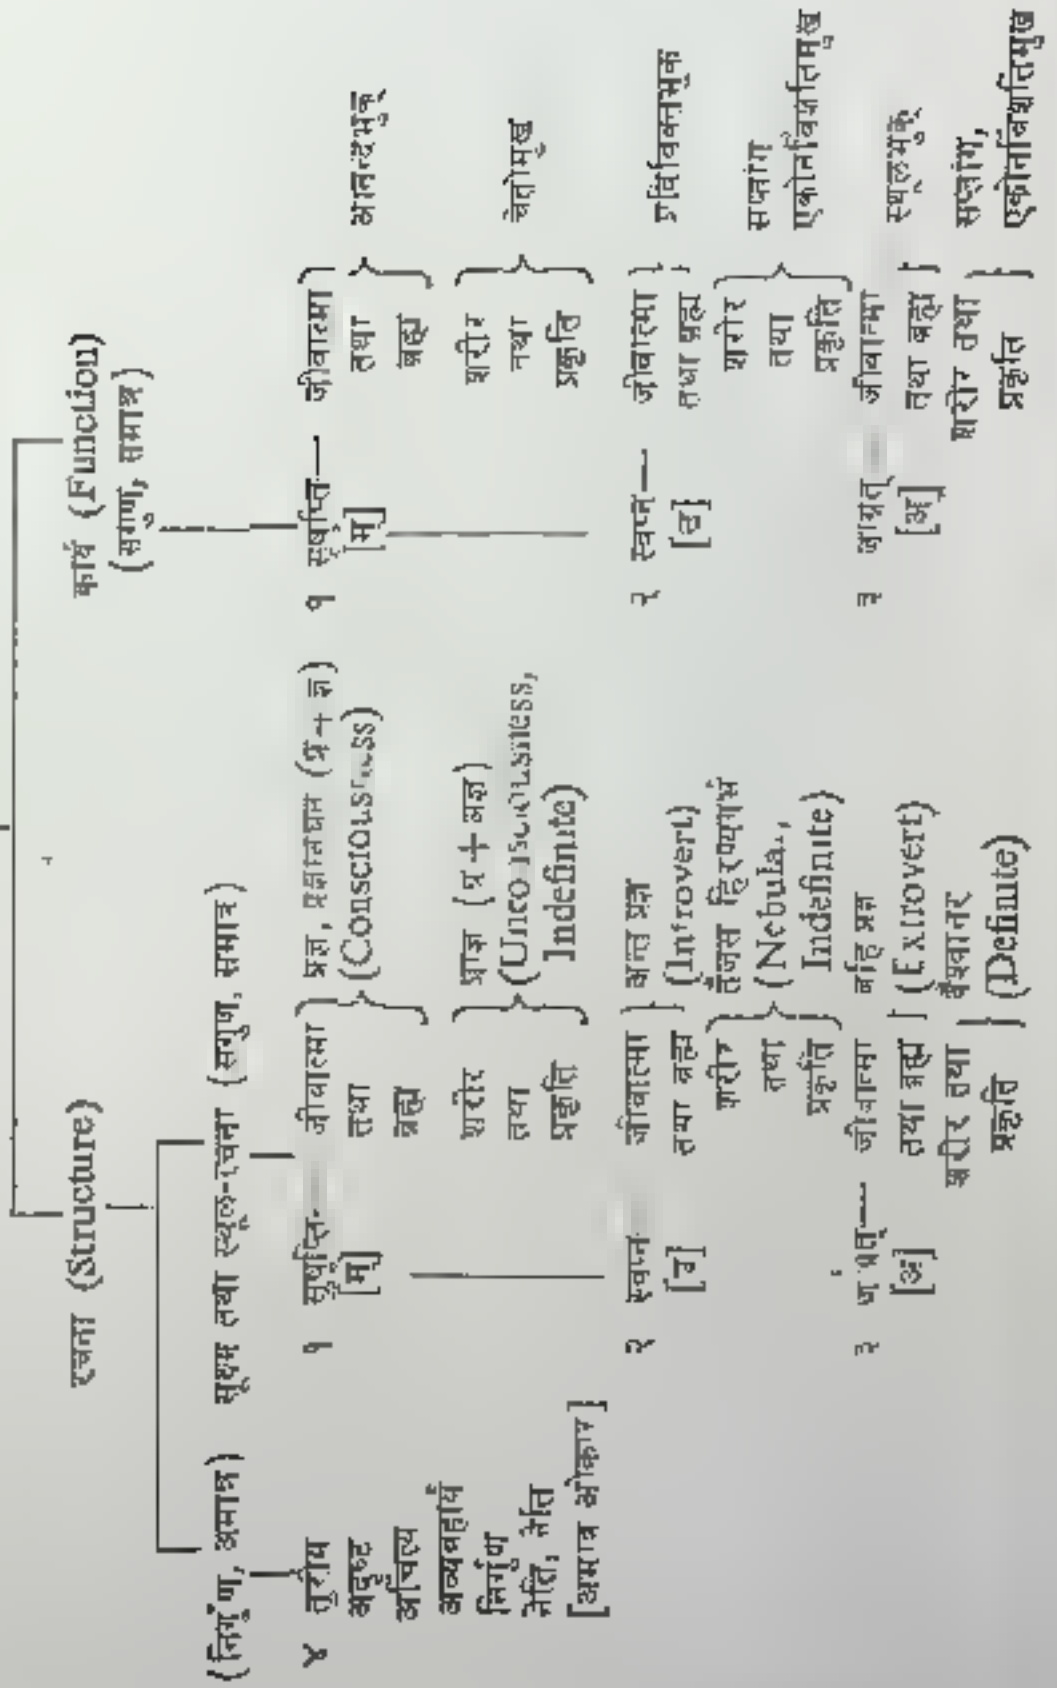 रचना (Structure)
कार्य (Function)
(सगुण, समात्र)
(निर्गुण, अमात्र)
सूक्ष्म तथा स्थूल-रचना (सगुण, समात्र)
४ तुरीय
अदृष्ट
अचिंत्य
अव्यवहार्य
निर्गुण
नेति, नेति
[अमात्र ओंकार]
१ सुषुप्ति—
[म्]
जीवात्मा
तथा
ब्रह्म
प्रज्ञ, प्रज्ञानघन (प्र + ज्ञ)
(Consciousness)
शरीर
तथा
प्रकृति
प्राज्ञ (प्र + अज्ञ)
(Unconsciousness,
Indefinite)
२ स्वप्न
[उ]
जीवात्मा
तथा ब्रह्म
अन्तःप्रज्ञ
(Introvert)
शरीर
तथा
प्रकृति
तैजस हिरण्यगर्भ
(Nebula,
Indefinite)
३ जाग्रत्—
[अ]
जीवात्मा
तथा ब्रह्म
बहिःप्रज्ञ
(Extrovert)
शरीर तथा
प्रकृति
वैश्वानर
(Definite)
१ सुषुप्ति—
[म्]
जीवात्मा
तथा
ब्रह्म
आनन्दभुक्
शरीर
तथा
प्रकृति
चेतोमुख
२ स्वप्न—
[उ]
जीवात्मा
तथा ब्रह्म
प्रविविक्तभुक्
शरीर
तथा
प्रकृति
सप्तांग
एकोनविंशतिमुख
३ जाग्रत्
[अ]
जीवात्मा
तथा ब्रह्म
स्थूलभुक्
शरीर तथा
प्रकृति
सप्तांग,
एकोनविंशतिमुख